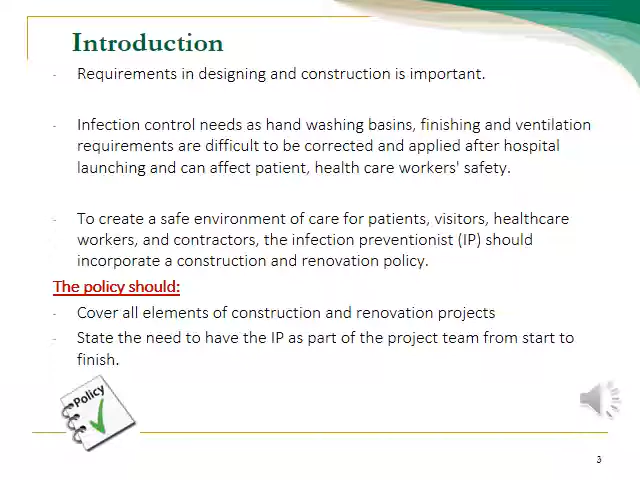 Introduction
- Requirements in designing and construction is important.
- Infection control needs as hand washing basins, finishing and ventilation
requirements are difficult to be corrected and applied after hospital
launching and can affect patient, health care workers' safety.
- To create a safe environment of care for patients, visitors, healthcare
workers, and contractors, the infection preventionist (IP) should
incorporate a construction and renovation policy.
The policy should:
- Cover all elements of construction and renovation projects
- State the need to have the IP as part of the project team from start to
finish.
Policy
3